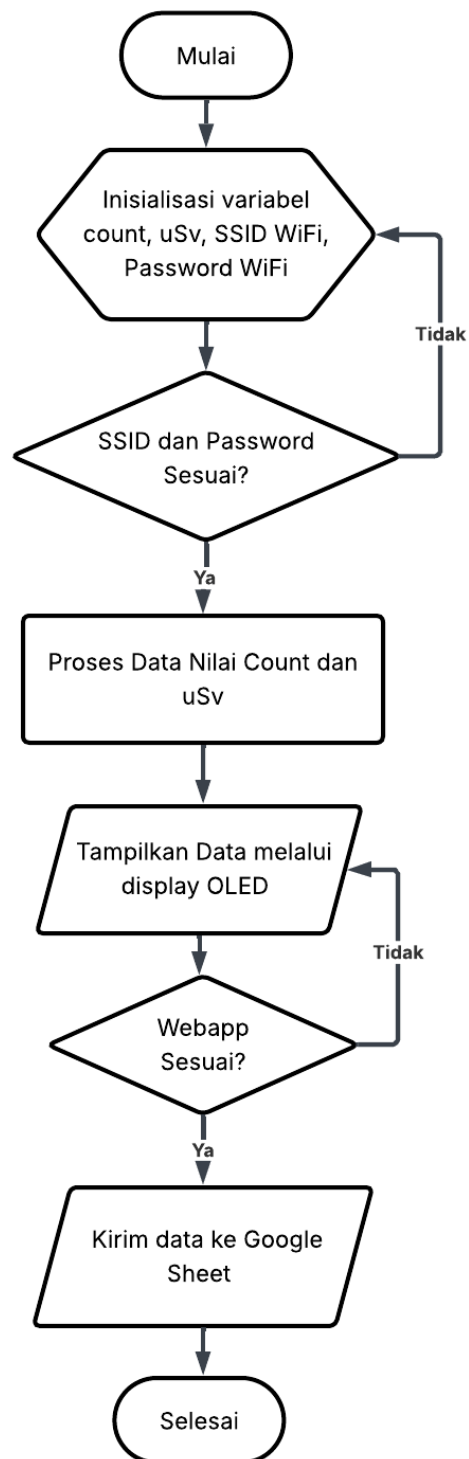 Mulai
Inisialisasi variabel
count, uSv, SSID WiFi,
Password WiFi
Tidak
SSID dan Password
Sesuai?
Ya
Proses Data Nilai Count dan
uSv
Tampilkan Data melalui
display OLED
Tidak
Webapp
Sesuai?
Ya
Kirim data ke Google
Sheet
Selesai